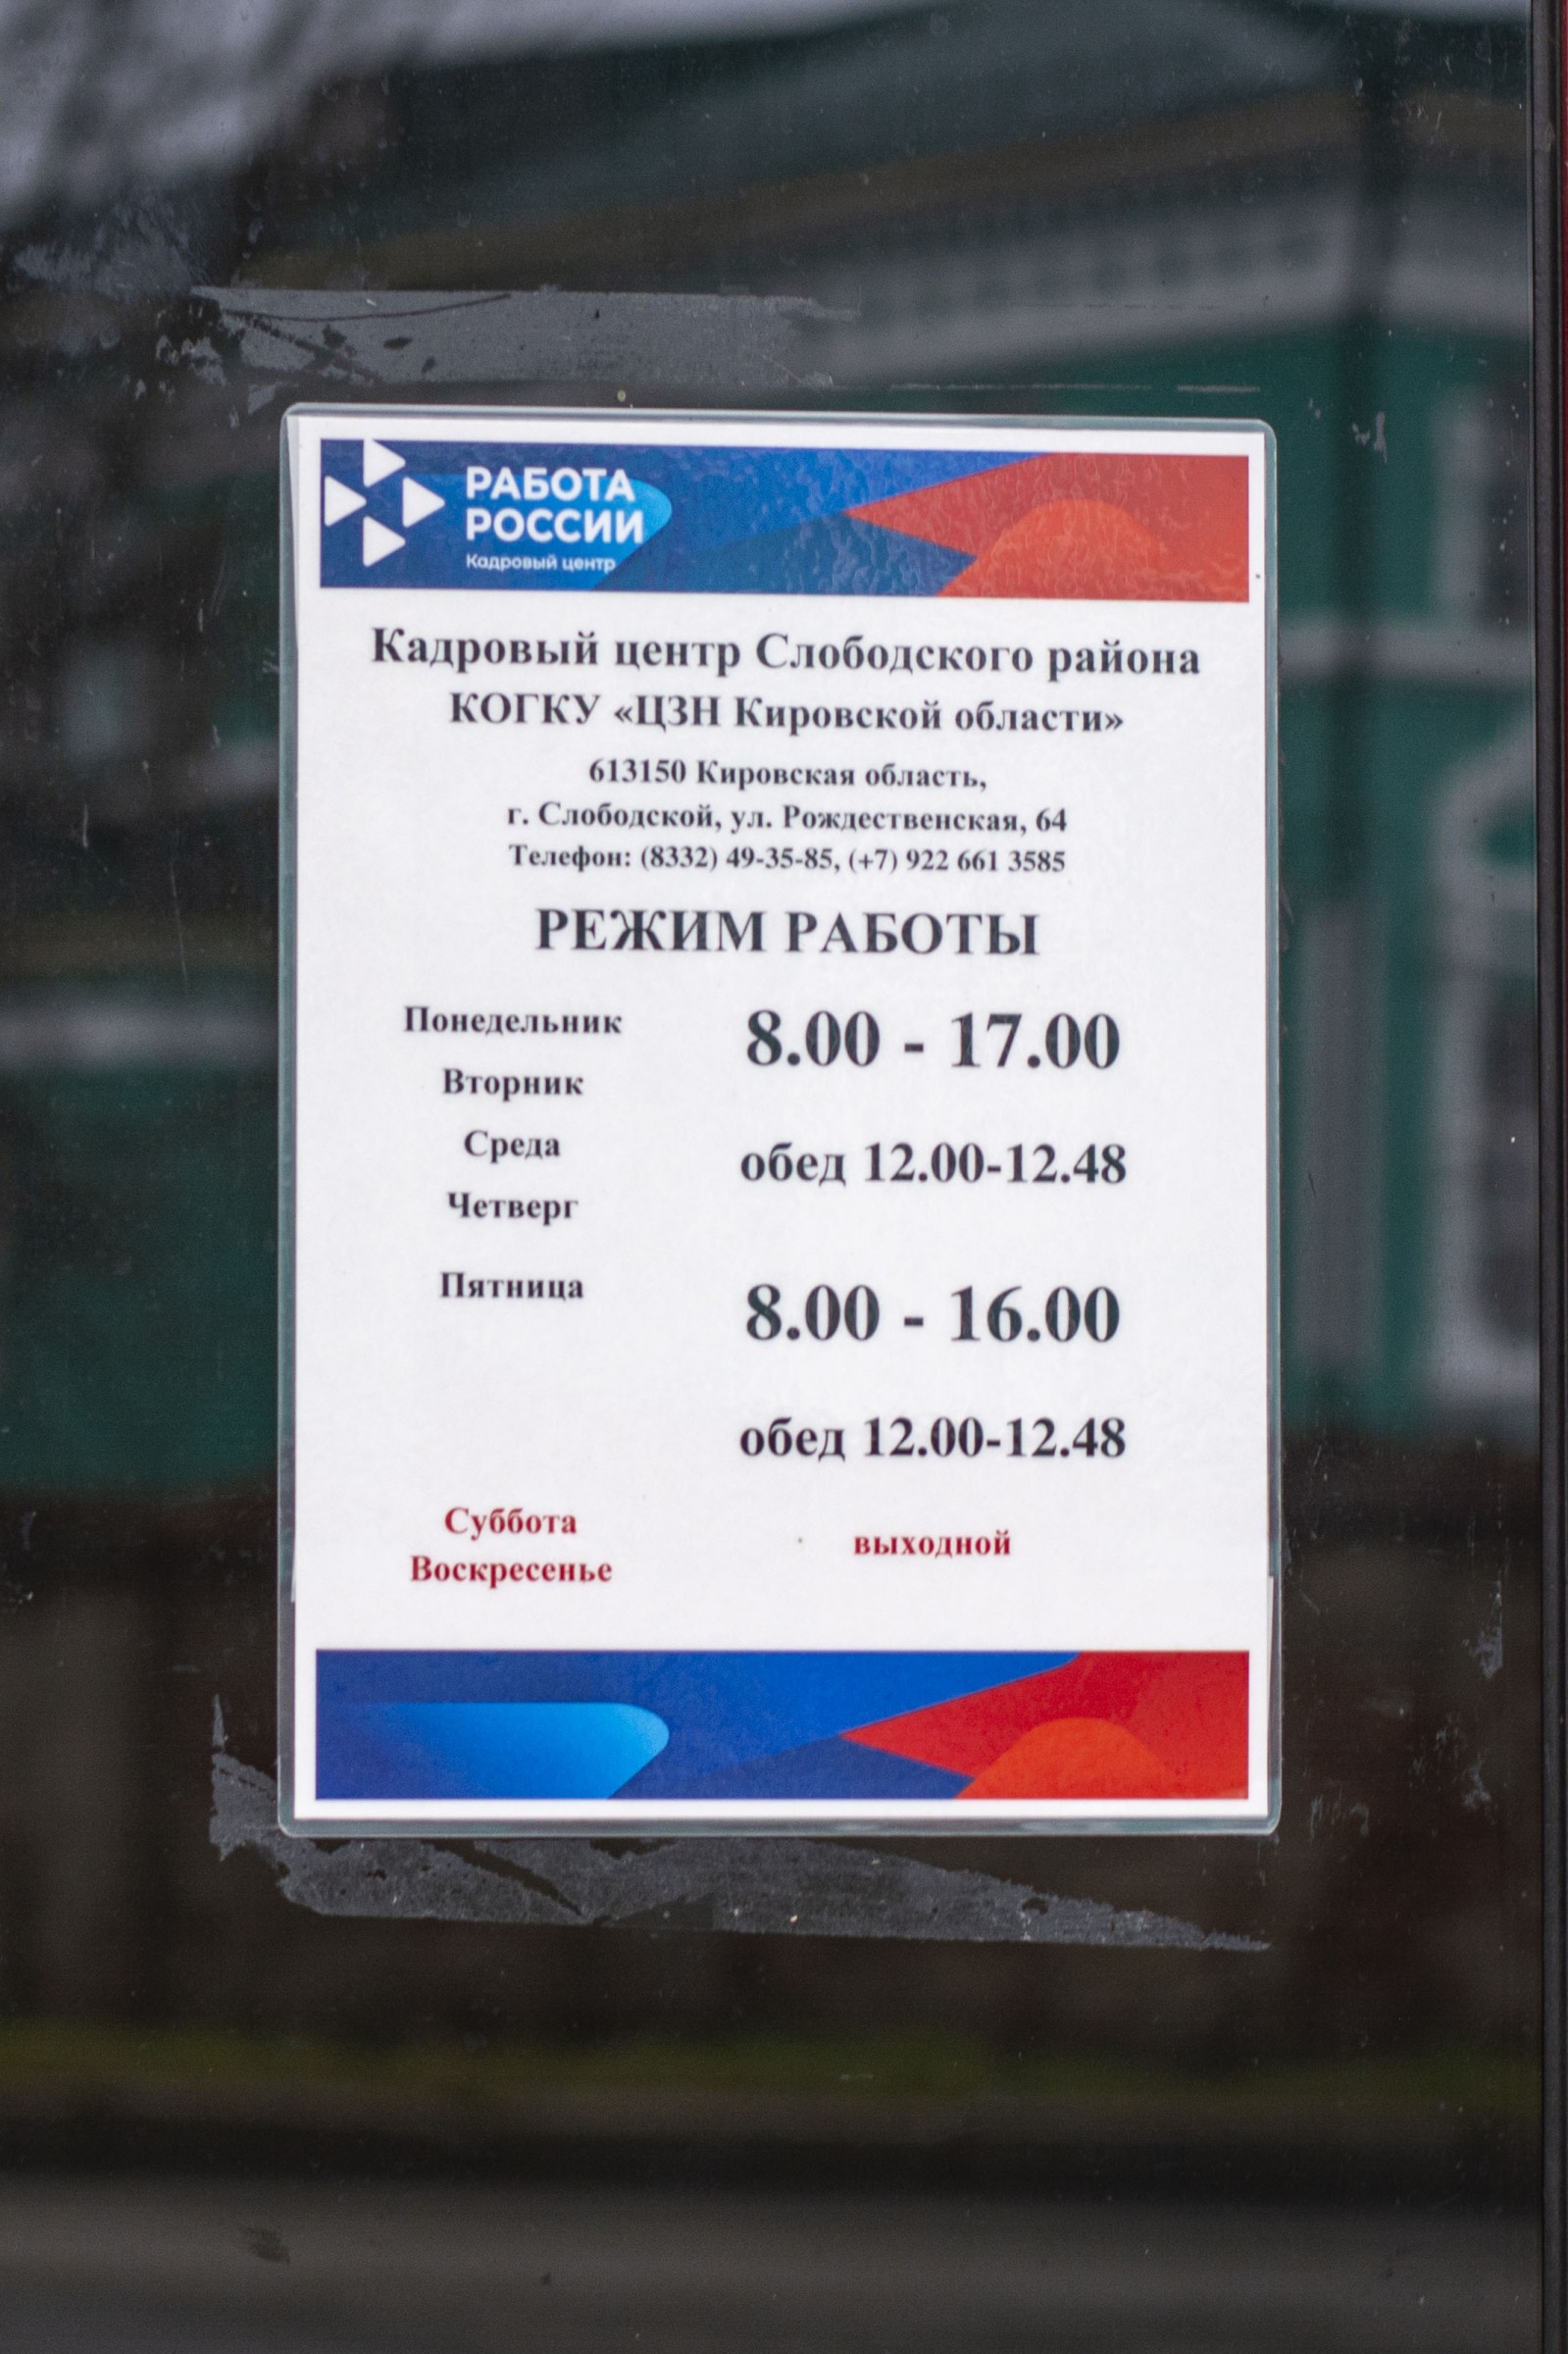 РАБОТА
РОССИИ
Кадровый центр
Кадровый центр Слободского района
КОГКУ «ЦЗН Кировской области»
613150 Кировская область,
г. Слободской, ул. Рождественская, 64
Телефон: (8332) 49-35-85, (+7) 922 661 3585
РЕЖИМ РАБОТЫ
Понедельник
Вторник
Среда
Четверг
8.00 - 17.00
обед 12.00-12.48
Пятница
8.00 - 16.00
обед 12.00-12.48
Суббота
Воскресенье
выходной